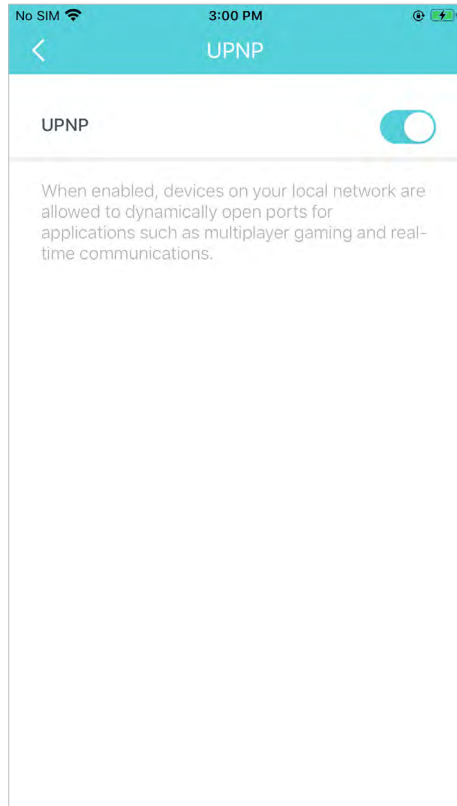 No SIM 3:00 PM
UPNP
UPNP
When enabled, devices on your local network are
allowed to dynamically open ports for
applications such as multiplayer gaming and real-
time communications.